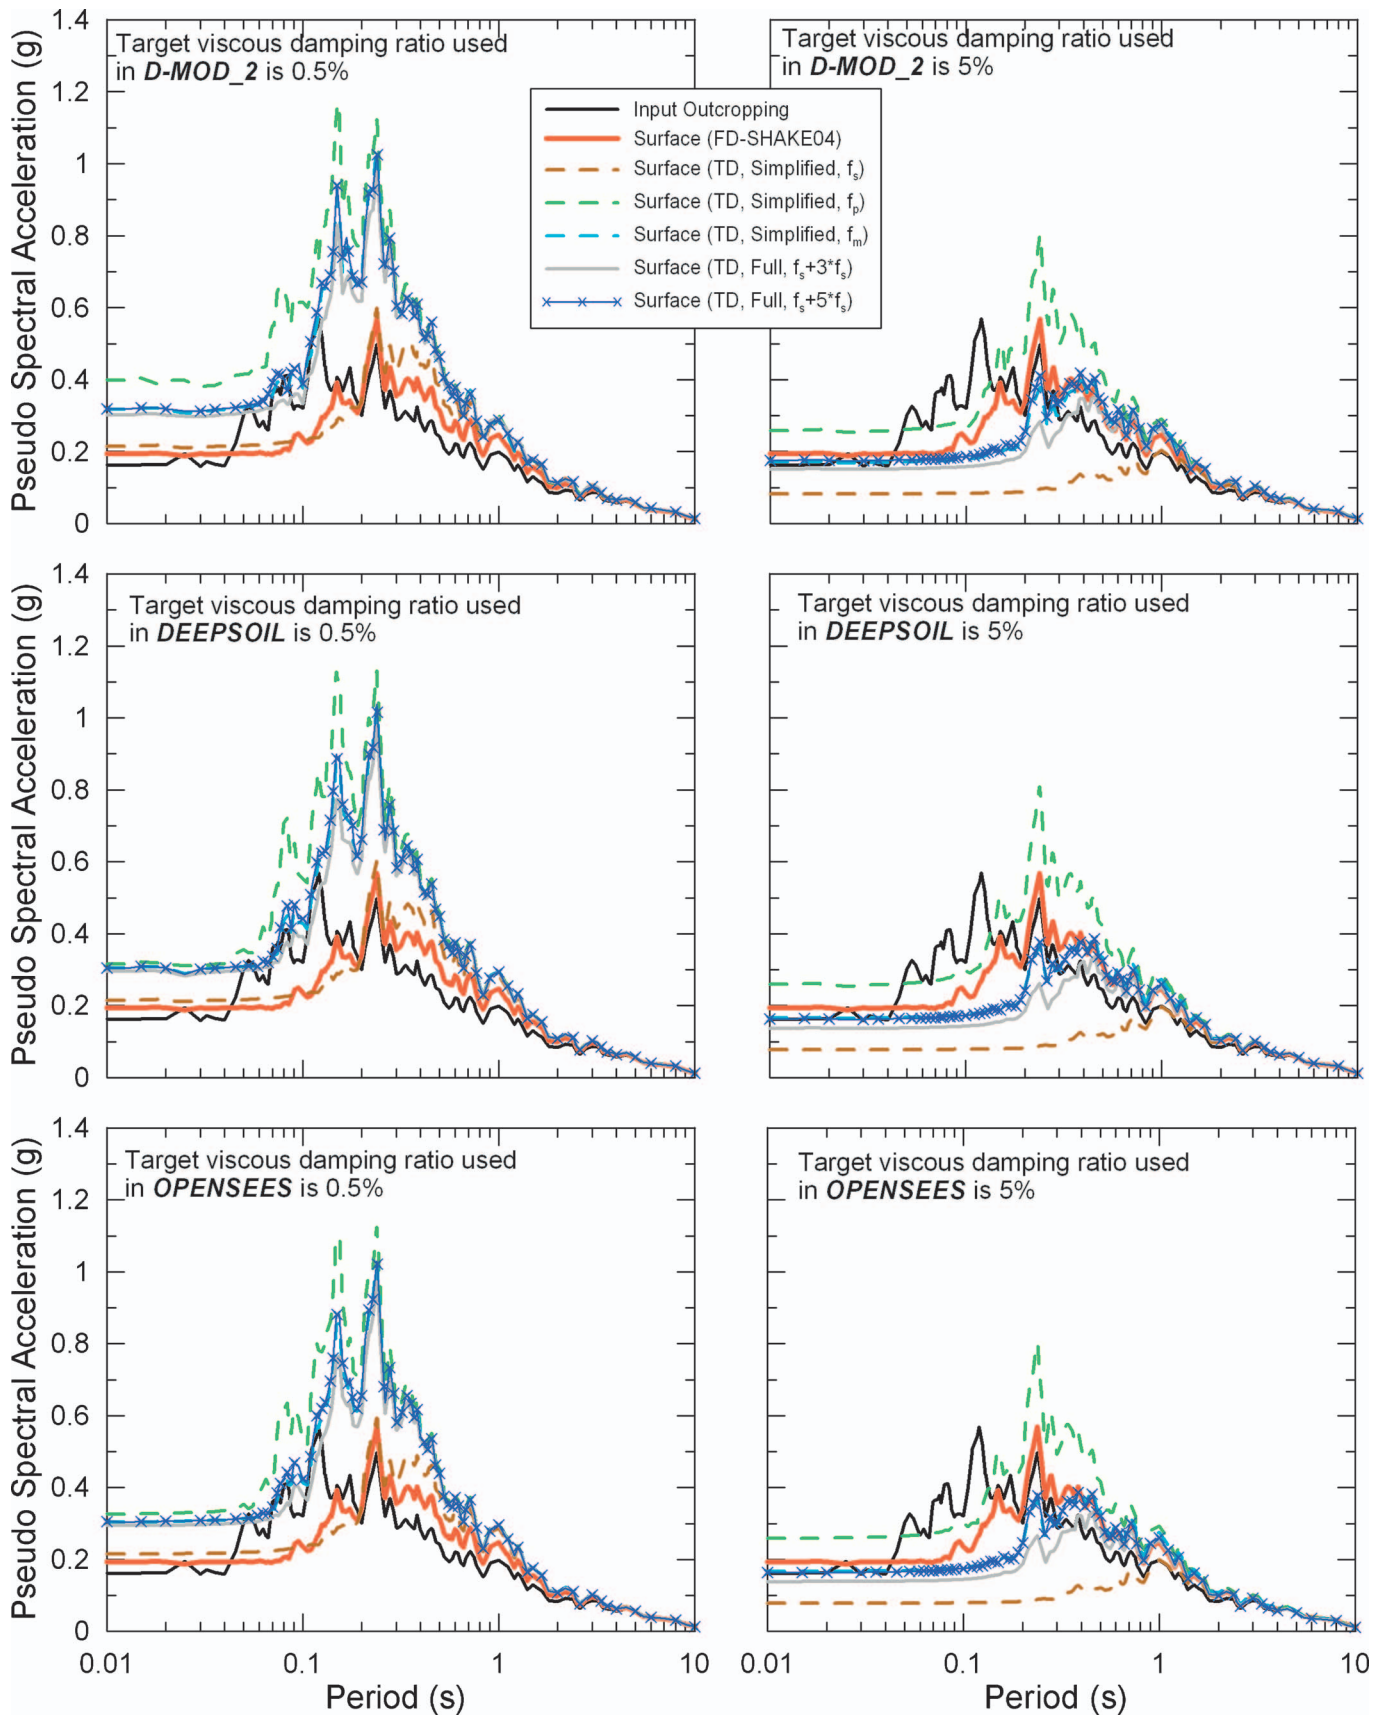 Pseudo Spectral Acceleration (g)
1.4
1.2
1
0.8
0.6
0.4
0.2
0
Target viscous damping ratio used
in D-MOD_2 is 0.5%
Target viscous damping ratio used
in D-MOD_2 is 5%
Input Outcropping
Surface (FD-SHAKE04)
Surface (TD, Simplified, fs)
Surface (TD, Simplified, fp)
Surface (TD, Simplified, fm)
Surface (TD, Full, fs+3*fs)
Surface (TD, Full, fs+5*fs)
Pseudo Spectral Acceleration (g)
1.4
1.2
1
0.8
0.6
0.4
0.2
0
Target viscous damping ratio used
in DEEPSOIL is 0.5%
Target viscous damping ratio used
in DEEPSOIL is 5%
Pseudo Spectral Acceleration (g)
1.4
1.2
1
0.8
0.6
0.4
0.2
0
Target viscous damping ratio used
in OPENSEES is 0.5%
Target viscous damping ratio used
in OPENSEES is 5%
0.01 0.1 1 10
Period (s)
0.01 0.1 1 10
Period (s)